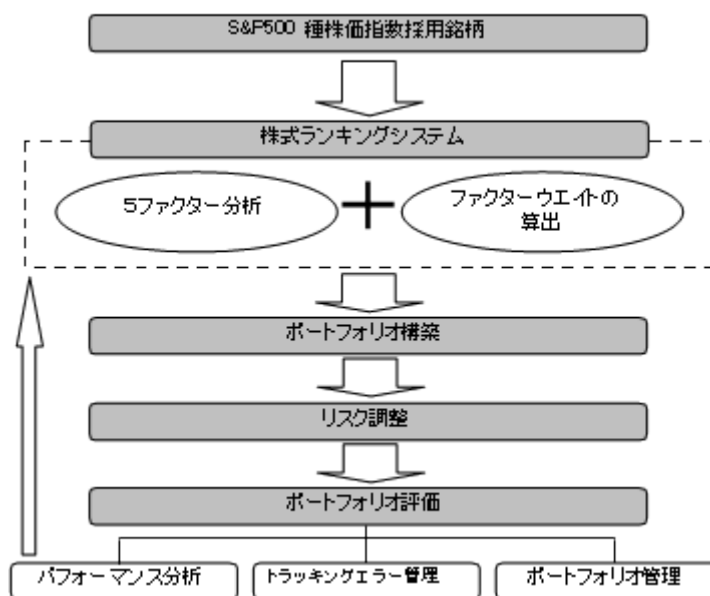 S&P500 種株価指数採用銘柄
株式ランキングシステム
5ファクター分析
ファクターウエイトの
算出
ポートフォリオ構築
リスク調整
ポートフォリオ評価
パフォーマンス分析
トラッキングエラー管理
ポートフォリオ管理